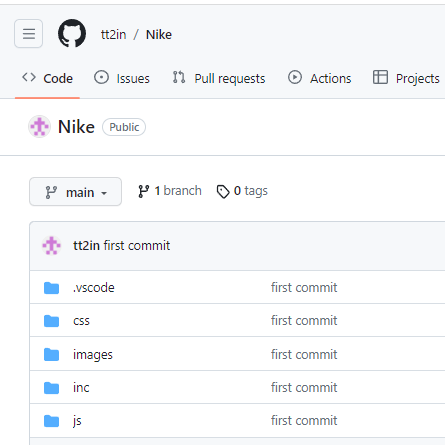 tt2in / Nike
Code Issues Pull requests Actions Projects
Nike Public
main 1 branch 0 tags
tt2in first commit
.vscode first commit
css first commit
images first commit
inc first commit
js first commit